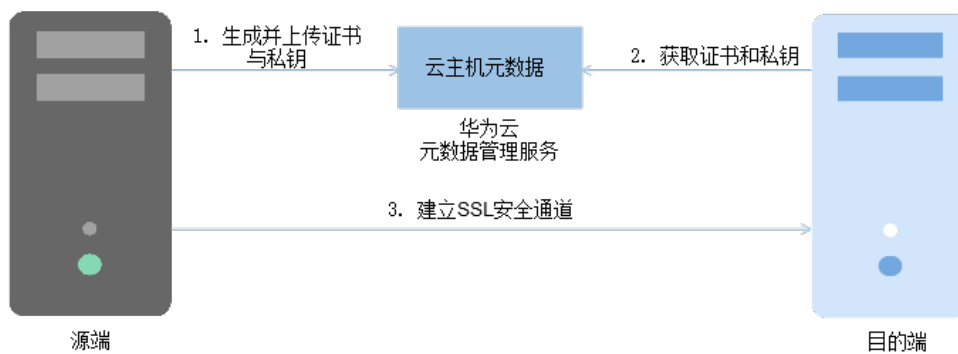 1. 生成并上传证书
与私钥
云主机元数据
2. 获取证书和私钥
华为云
元数据管理服务
3. 建立SSL安全通道
源端
目的端